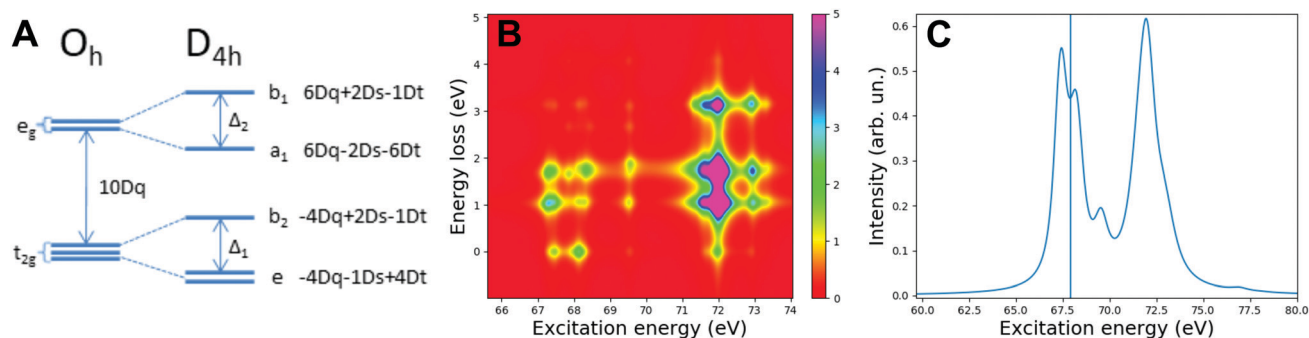 A
O_h
D_4h
b₁ 6Dq+2Ds-1Dt
e_g
Δ₂
a₁ 6Dq-2Ds-6Dt
10Dq
b₂ -4Dq+2Ds-1Dt
t₂g
Δ₁
e -4Dq-1Ds+4Dt
B
Energy loss (eV)
5
4
3
2
1
0
66 67 68 69 70 71 72 73 74
Excitation energy (eV)
5
4
3
2
1
0
C
Intensity (arb. un.)
0.6
0.5
0.4
0.3
0.2
0.1
0.0
60.0 62.5 65.0 67.5 70.0 72.5 75.0 77.5 80.0
Excitation energy (eV)